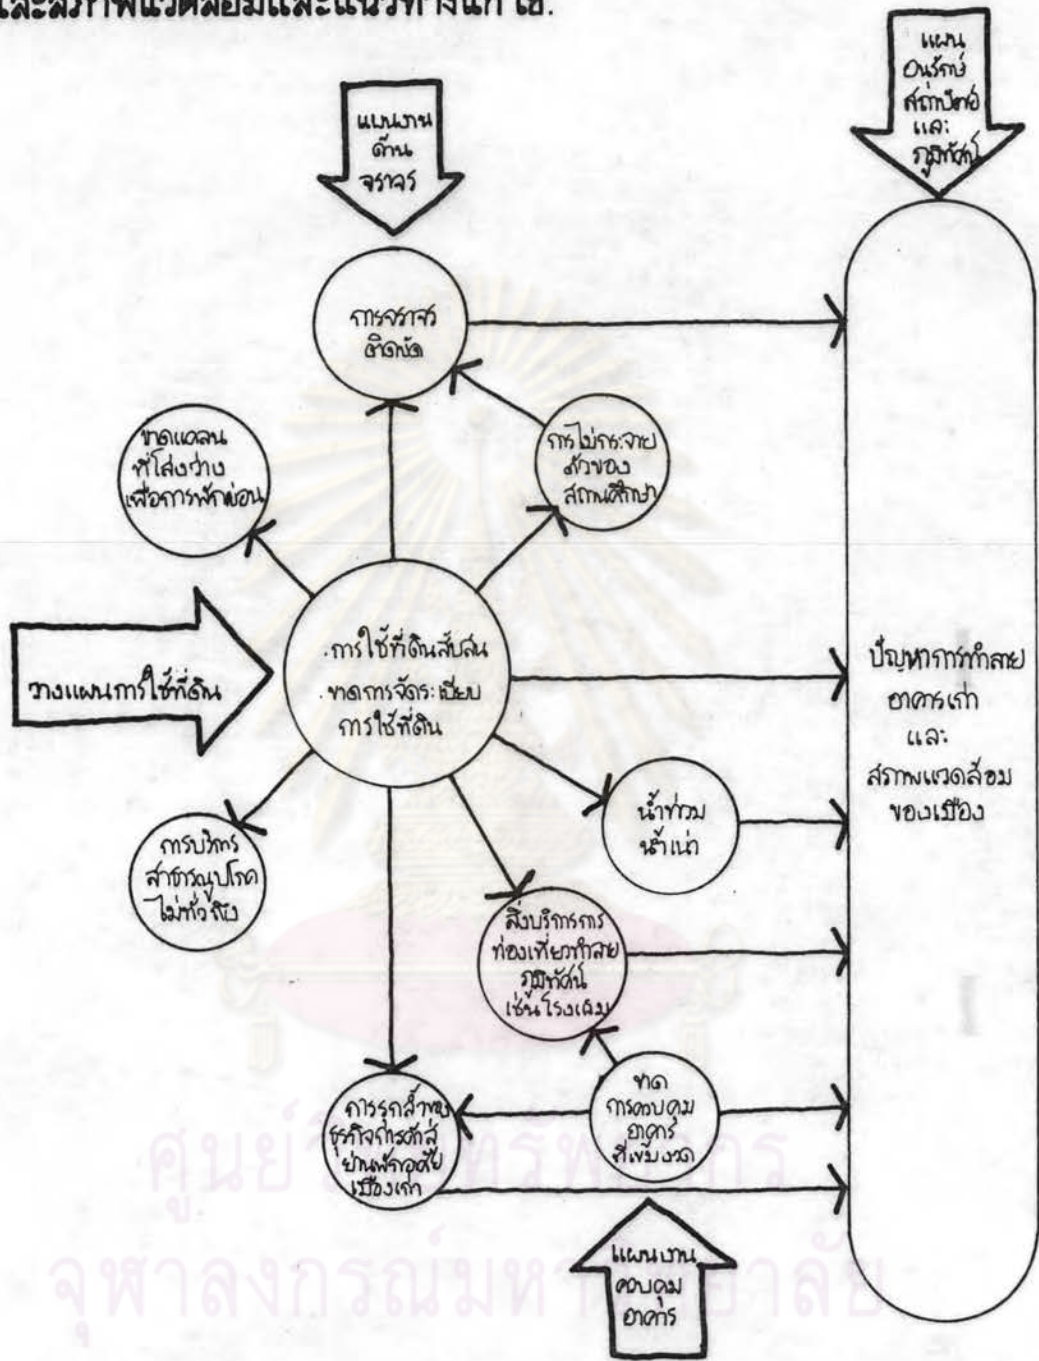 และสภาพแวดล้อมและแนวทางแก้ไข.
แผน
อนุรักษ์
สถาปัตย์
และ
ภูมิทัศน์
แผนงาน
ด้าน
จราจร
การจราจร
ติดขัด
ขาดแคลน
ที่โล่งว่าง
เพื่อการพักผ่อน
การไม่กระจาย
ตัวของ
สถานศึกษา
วางแผนการใช้ที่ดิน
. การใช้ที่ดินสับสน
. ขาดการจัดระเบียบ
การใช้ที่ดิน
ปัญหาการทำลาย
อาคารเก่า
และ
สภาพแวดล้อม
ของเมือง
น้ำท่วม
น้ำเน่า
การบริการ
สาธารณูปโภค
ไม่ทั่วถึง
สิ่งบริการการ
ท่องเที่ยวทำลาย
ภูมิทัศน์
เช่นโรงแรม
การรุกล้ำของ
ธุรกิจการค้าสู่
ย่านพักอาศัย
เมืองเก่า
ขาด
การควบคุม
อาคาร
ที่เข้มงวด
แผนงาน
ควบคุม
อาคาร
ศูนย์วิทยทรัพยากร
จุฬาลงกรณ์มหาวิทยาลัย